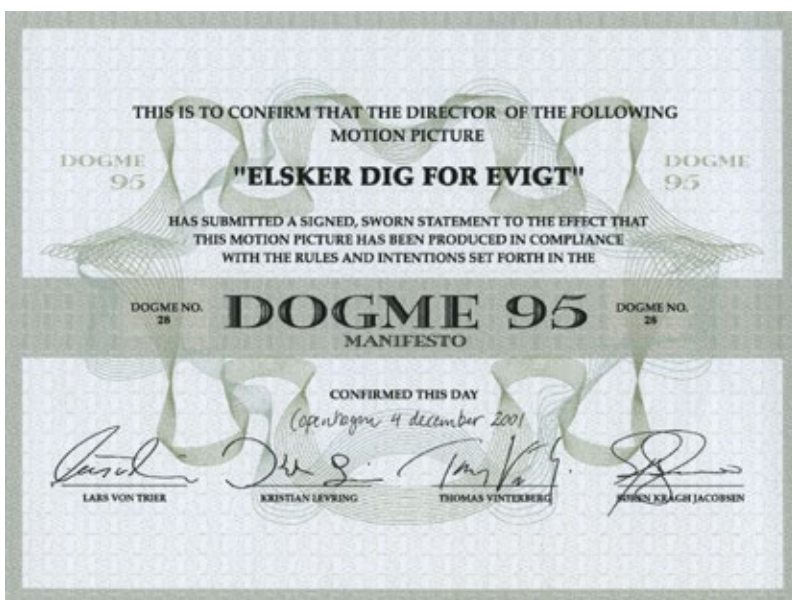 THIS IS TO CONFIRM THAT THE DIRECTOR OF THE FOLLOWING
MOTION PICTURE
DOGME
95
DOGME
95
"ELSKER DIG FOR EVIGT"
HAS SUBMITTED A SIGNED, SWORN STATEMENT TO THE EFFECT THAT
THIS MOTION PICTURE HAS BEEN PRODUCED IN COMPLIANCE
WITH THE RULES AND INTENTIONS SET FORTH IN THE
DOGME NO.
28
DOGME 95
MANIFESTO
DOGME NO.
28
CONFIRMED THIS DAY
Copenhagen 4 december 2001
LARS VON TRIER
KRISTIAN LEVRING
THOMAS VINTERBERG
SØREN KRAGH JACOBSEN